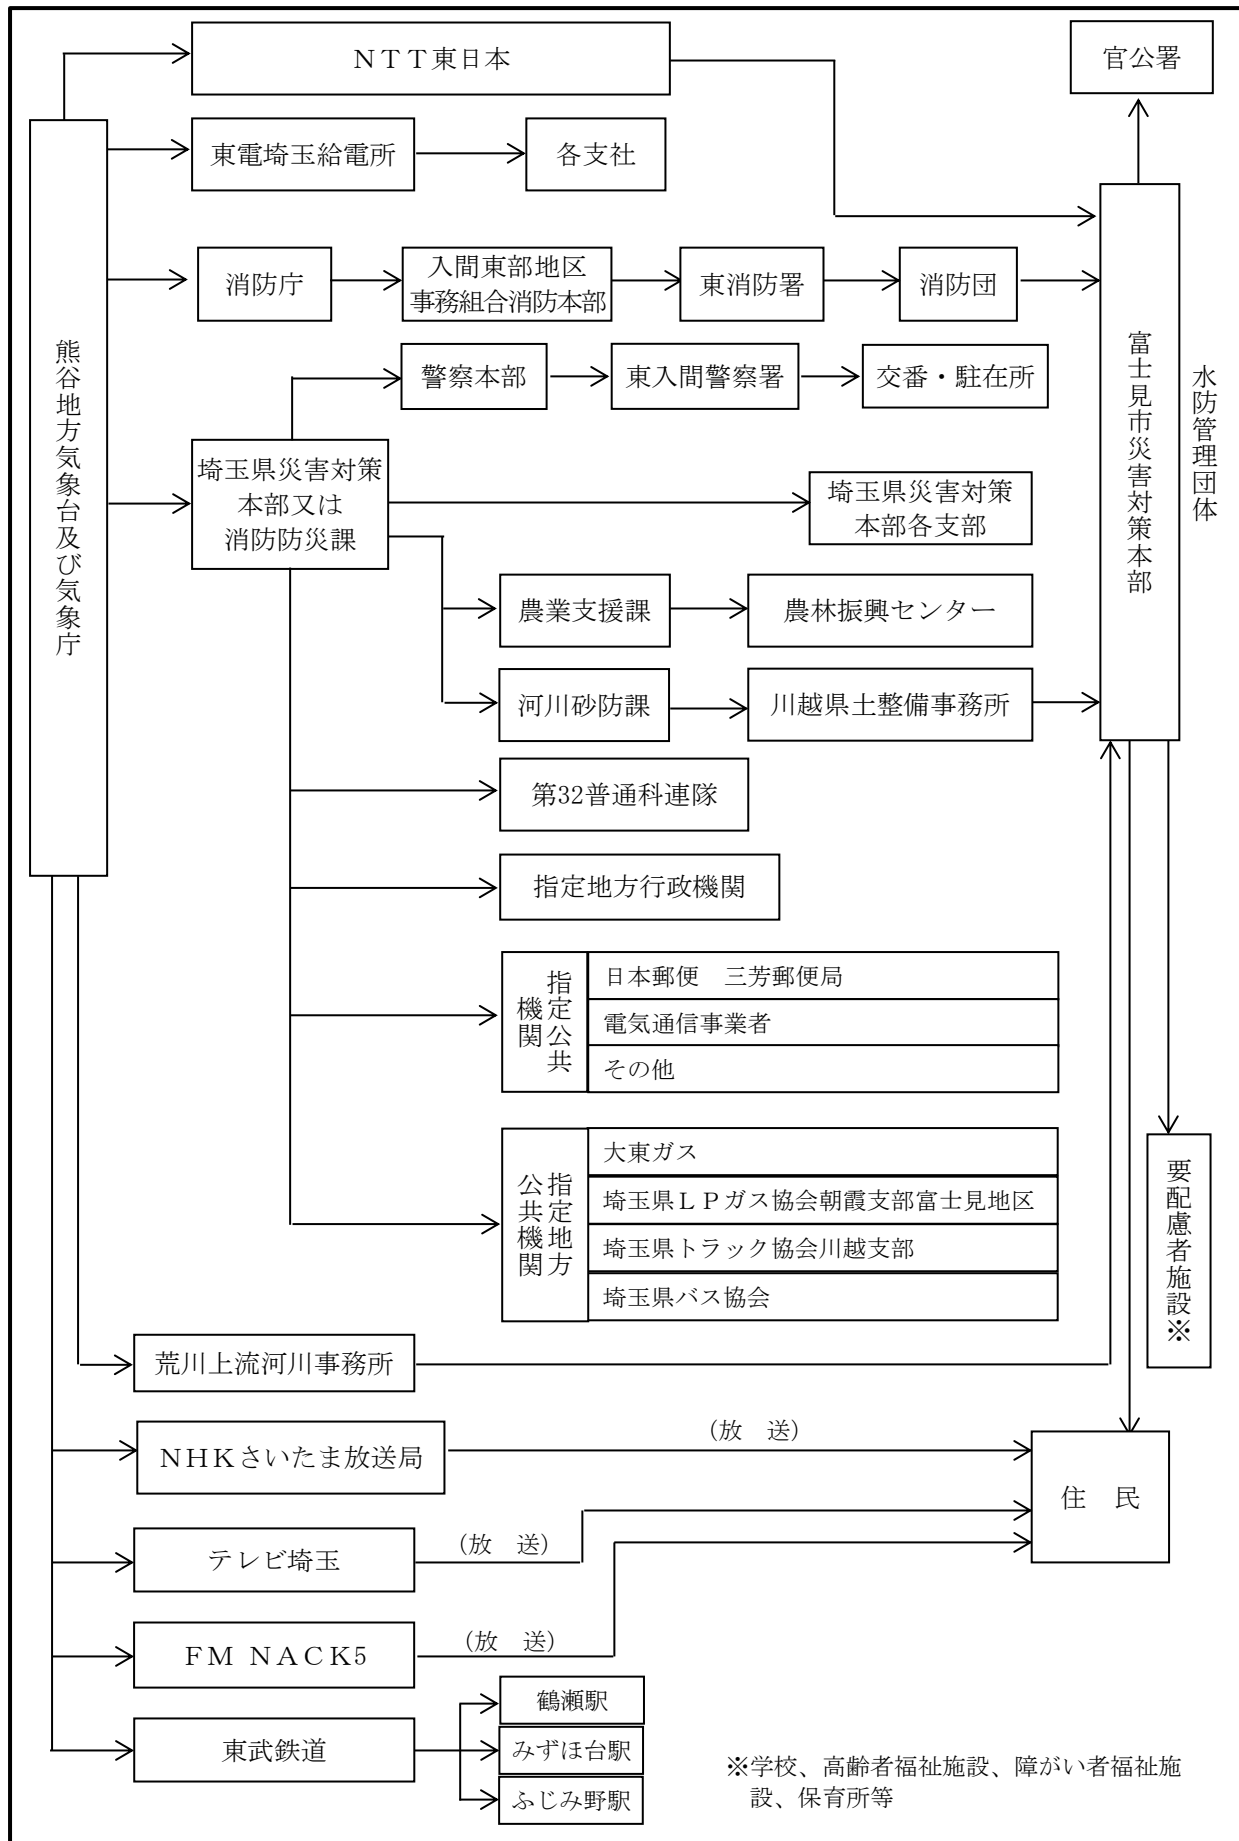 ＮＴＴ東日本
官公署
東電埼玉給電所
各支社
消防庁
入間東部地区
事務組合消防本部
東消防署
消防団
熊谷地方気象台及び気象庁
警察本部
東入間警察署
交番・駐在所
富士見市災害対策本部
水防管理団体
埼玉県災害対策
本部又は
消防防災課
埼玉県災害対策
本部各支部
農業支援課
農林振興センター
河川砂防課
川越県土整備事務所
第32普通科連隊
指定地方行政機関
指定公共
機関
日本郵便　三芳郵便局
電気通信事業者
その他
指定地方
公共機関
大東ガス
埼玉県ＬＰガス協会朝霞支部富士見地区
埼玉県トラック協会川越支部
埼玉県バス協会
要配慮者施設※
荒川上流河川事務所
ＮＨＫさいたま放送局
（放　送）
住　民
テレビ埼玉
（放　送）
ＦＭ ＮＡＣＫ5
（放　送）
東武鉄道
鶴瀬駅
みずほ台駅
ふじみ野駅
※学校、高齢者福祉施設、障がい者福祉施
設、保育所等